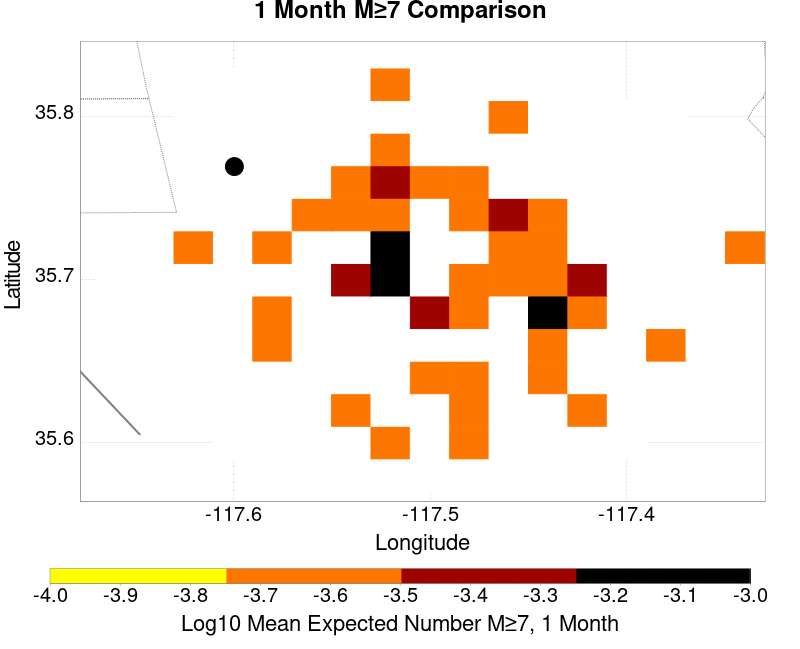 1 Month M≥7 Comparison
35.8
35.7
35.6
Latitude
-117.6 -117.5 -117.4
Longitude
-4.0 -3.9 -3.8 -3.7 -3.6 -3.5 -3.4 -3.3 -3.2 -3.1 -3.0
Log10 Mean Expected Number M≥7, 1 Month